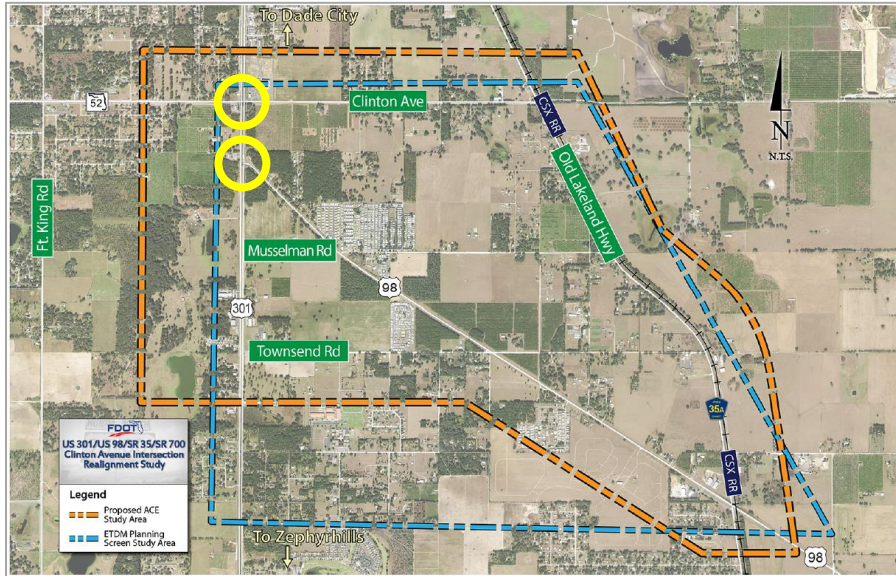 To Dade City
52
Clinton Ave
CSX RR
N
N.T.S.
Old Lakeland Hwy
Ft. King Rd
Musselman Rd
98
301
Townsend Rd
35A
FDOT
US 301/US 98/SR 35/SR 700
Clinton Avenue Intersection
Realignment Study
Legend
Proposed ACE
Study Area
ETDM Planning
Screen Study Area
CSX RR
To Zephyrhills
98